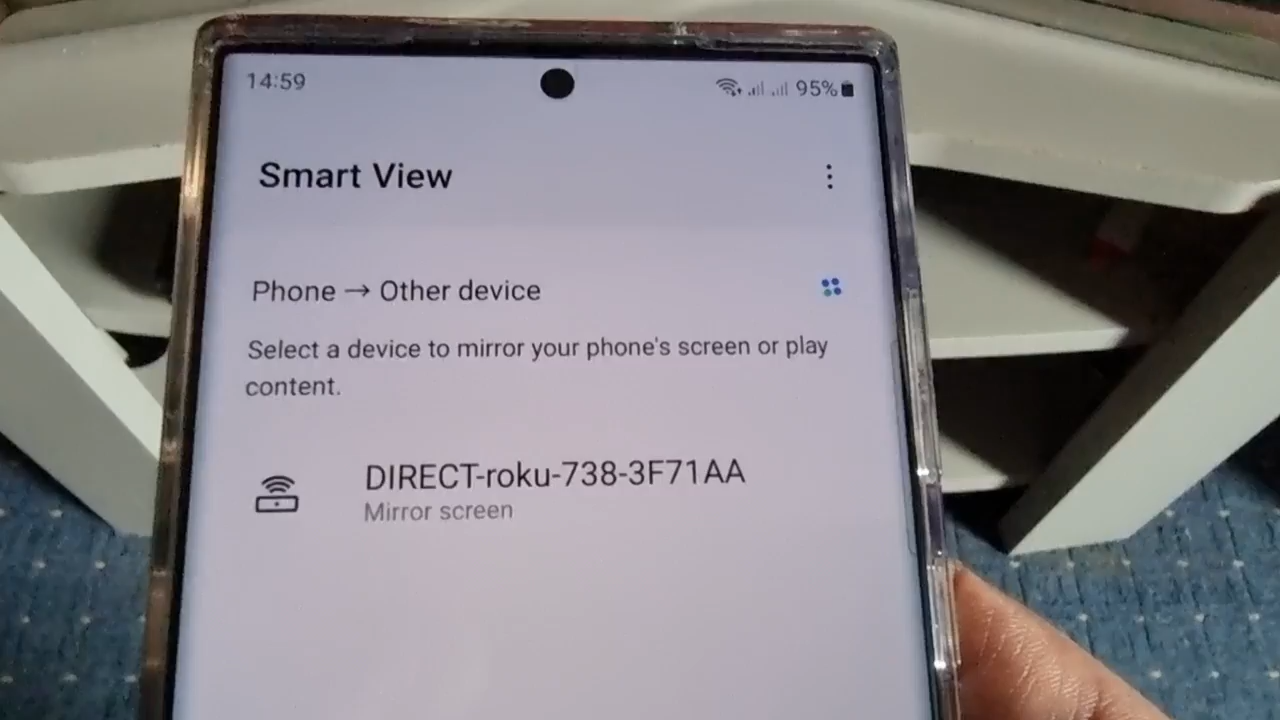 14:59
95%
Smart View
Phone → Other device
Select a device to mirror your phone's screen or play
content.
DIRECT-roku-738-3F71AA
Mirror screen